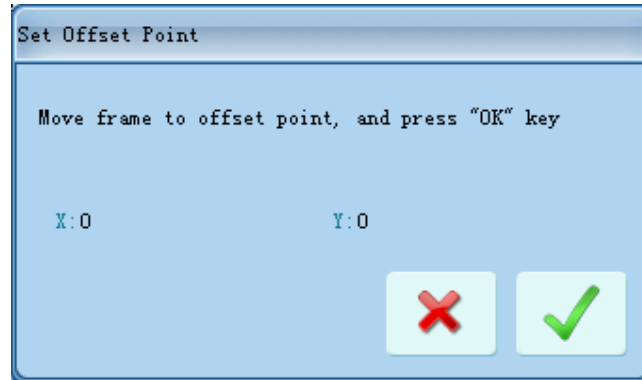 Set Offset Point
Move frame to offset point, and press "OK" key
X:0 Y:0